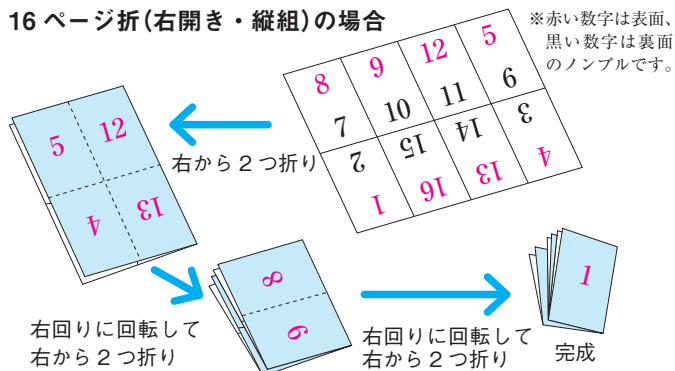 16 ページ折(右開き・縦組)の場合
※赤い数字は表面、
黒い数字は裏面
のノンブルです。
8 9 12 5
7 10 11 6
2 15 14 3
1 16 13 4
右から 2 つ折り
5 12
4 13
右回りに回転して
右から 2 つ折り
8
9
右回りに回転して
右から 2 つ折り
1
完成